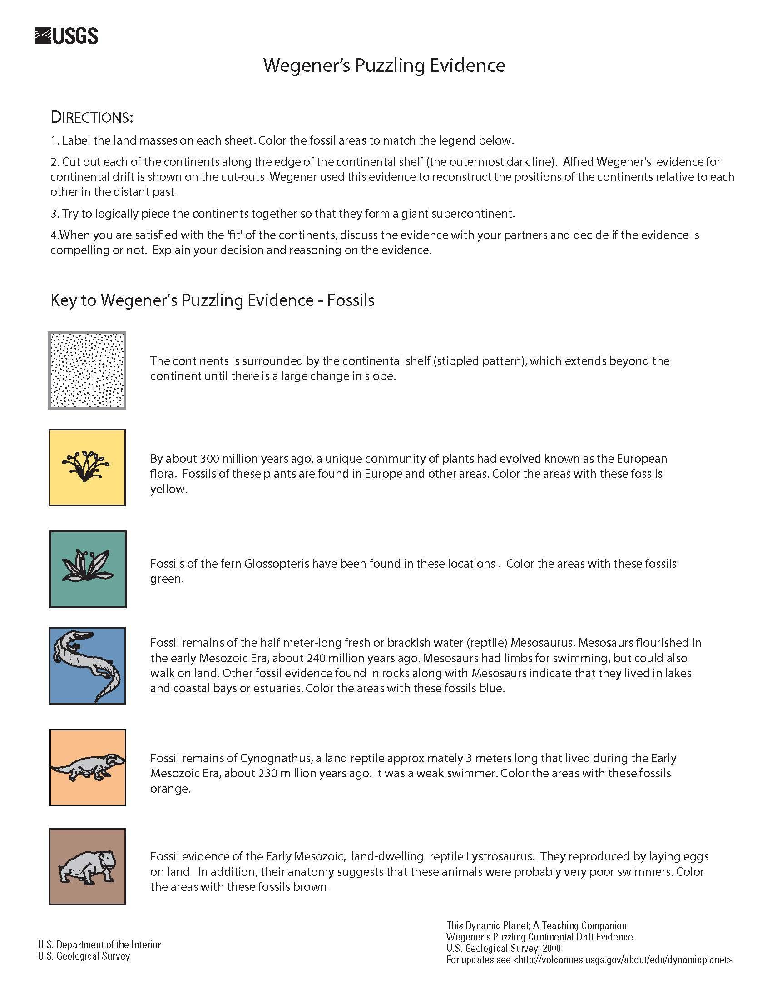 USGS
Wegener’s Puzzling Evidence
DIRECTIONS:
1. Label the land masses on each sheet. Color the fossil areas to match the legend below.
2. Cut out each of the continents along the edge of the continental shelf (the outermost dark line).  Alfred Wegener's  evidence for
continental drift is shown on the cut-outs. Wegener used this evidence to reconstruct the positions of the continents relative to each
other in the distant past.
3. Try to logically piece the continents together so that they form a giant supercontinent.
4.When you are satisfied with the 'fit' of the continents, discuss the evidence with your partners and decide if the evidence is
compelling or not.  Explain your decision and reasoning on the evidence.
Key to Wegener’s Puzzling Evidence - Fossils
The continents is surrounded by the continental shelf (stippled pattern), which extends beyond the
continent until there is a large change in slope.
By about 300 million years ago, a unique community of plants had evolved known as the European
flora.  Fossils of these plants are found in Europe and other areas. Color the areas with these fossils
yellow.
Fossils of the fern Glossopteris have been found in these locations .  Color the areas with these fossils
green.
Fossil remains of the half meter-long fresh or brackish water (reptile) Mesosaurus. Mesosaurs flourished in
the early Mesozoic Era, about 240 million years ago. Mesosaurs had limbs for swimming, but could also
walk on land. Other fossil evidence found in rocks along with Mesosaurs indicate that they lived in lakes
and coastal bays or estuaries. Color the areas with these fossils blue.
Fossil remains of Cynognathus, a land reptile approximately 3 meters long that lived during the Early
Mesozoic Era, about 230 million years ago. It was a weak swimmer. Color the areas with these fossils
orange.
Fossil evidence of the Early Mesozoic,  land-dwelling  reptile Lystrosaurus.  They reproduced by laying eggs
on land.  In addition, their anatomy suggests that these animals were probably very poor swimmers. Color
the areas with these fossils brown.
U.S. Department of the Interior
U.S. Geological Survey
This Dynamic Planet; A Teaching Companion
Wegener’s Puzzling Continental Drift Evidence
U.S. Geological Survey, 2008
For updates see <http://volcanoes.usgs.gov/about/edu/dynamicplanet>